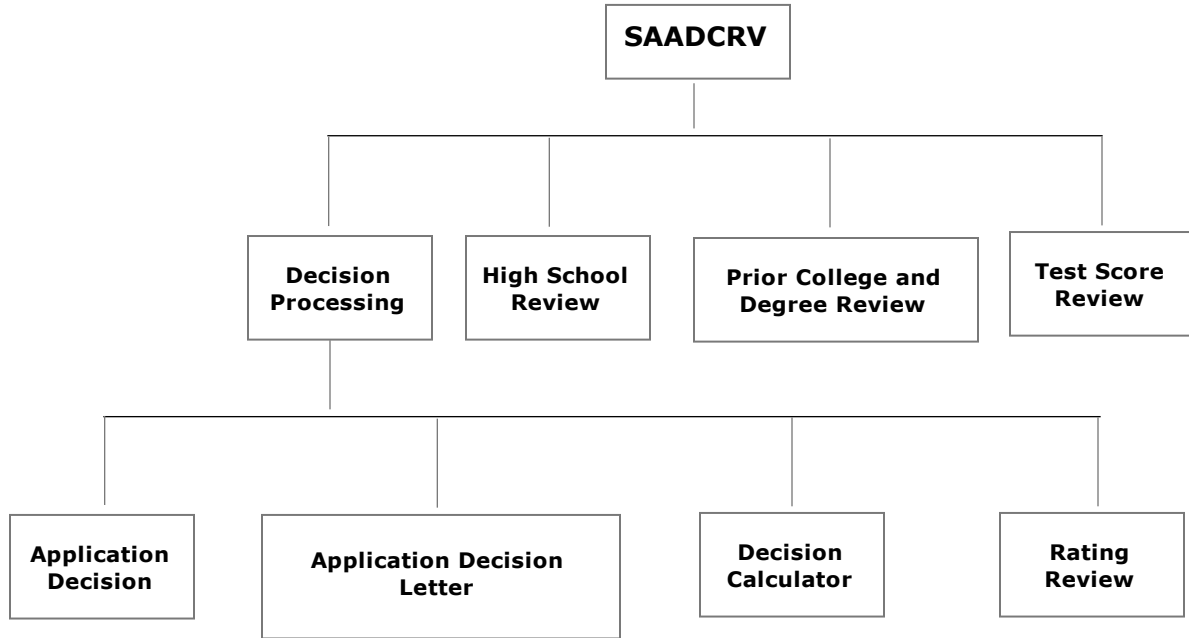 SAADCRV
Decision
Processing
High School
Review
Prior College and
Degree Review
Test Score
Review
Application
Decision
Application Decision
Letter
Decision
Calculator
Rating
Review